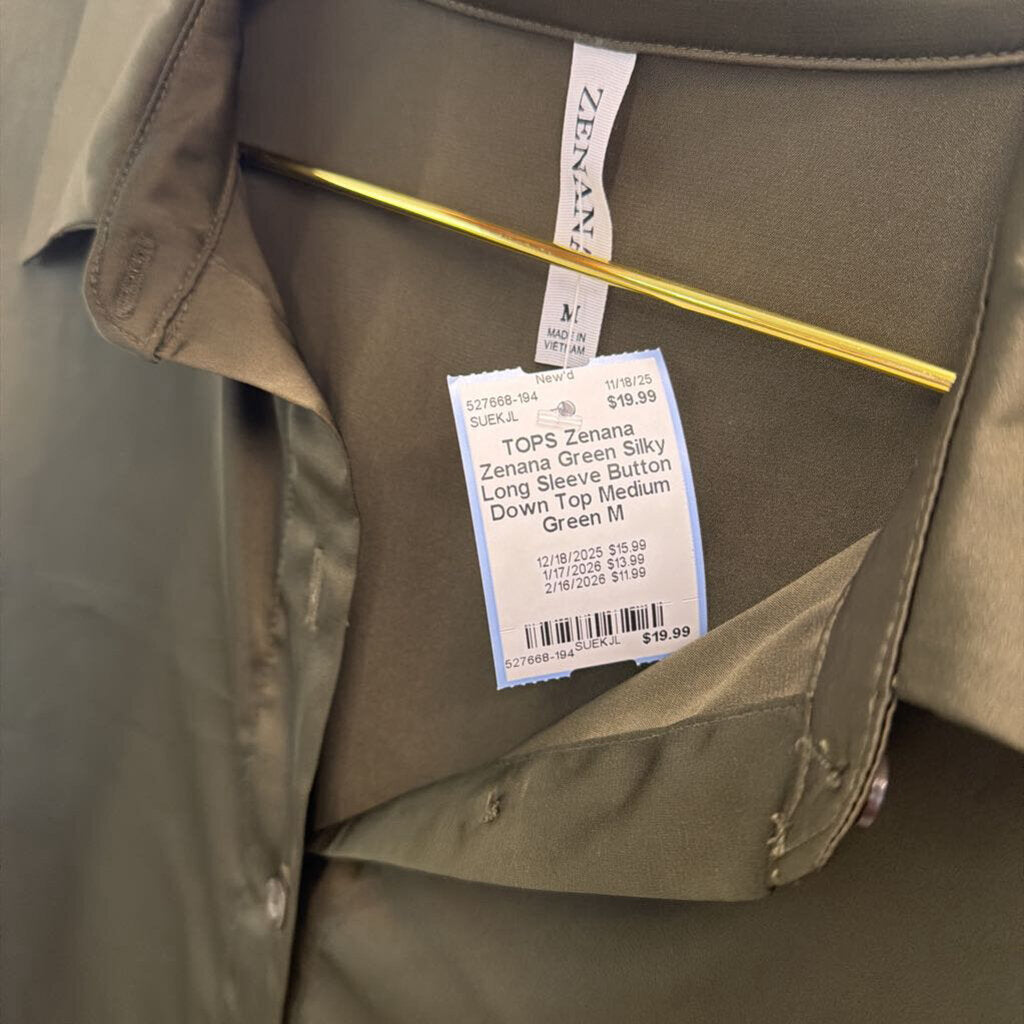 ZENANA
M
MADE IN
VIETNAM
New'd
527668-194 11/18/25
SUEKJL $19.99
TOPS Zenana
Zenana Green Silky
Long Sleeve Button
Down Top Medium
Green M
12/18/2025 $15.99
1/17/2026 $13.99
2/16/2026 $11.99
527668-194 SUEKJL $19.99